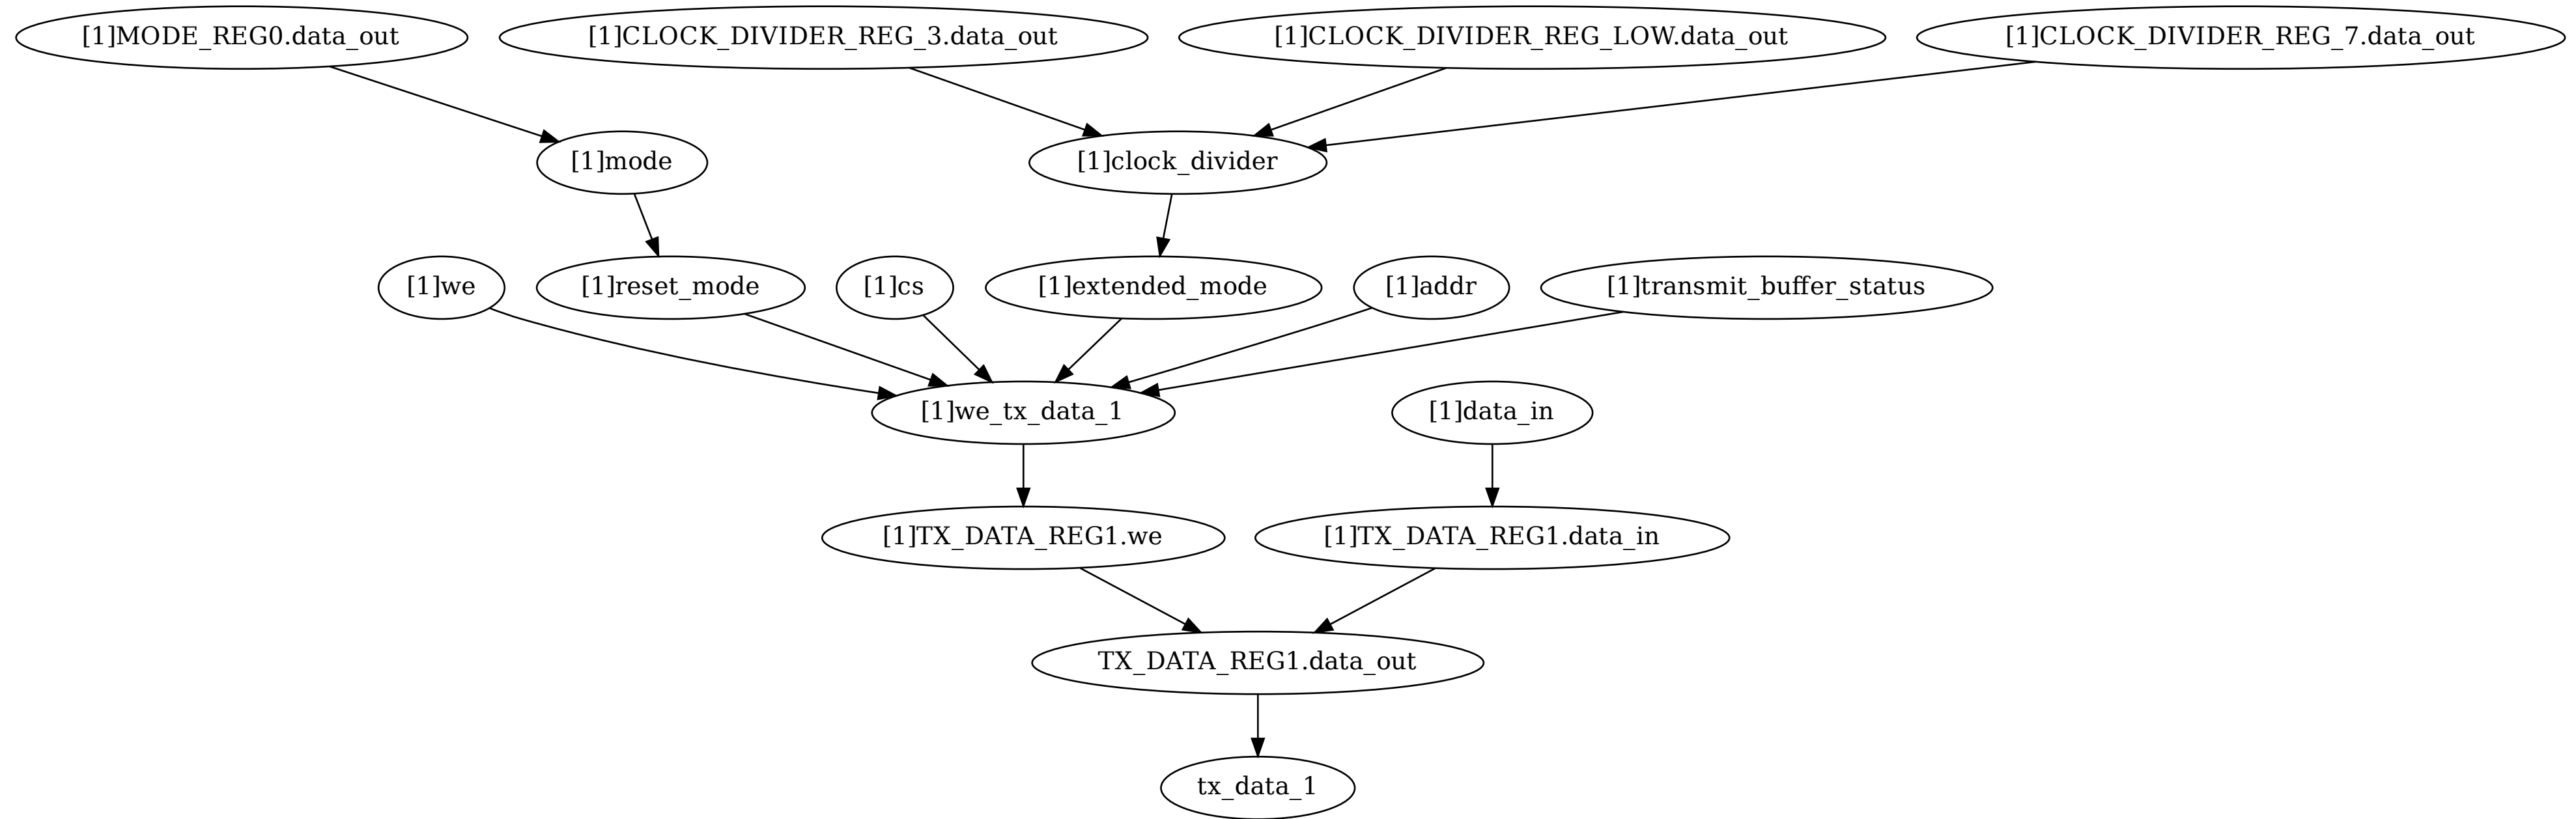 [1]MODE_REG0.data_out
[1]CLOCK_DIVIDER_REG_3.data_out
[1]CLOCK_DIVIDER_REG_LOW.data_out
[1]CLOCK_DIVIDER_REG_7.data_out
[1]mode
[1]clock_divider
[1]we
[1]reset_mode
[1]cs
[1]extended_mode
[1]addr
[1]transmit_buffer_status
[1]we_tx_data_1
[1]data_in
[1]TX_DATA_REG1.we
[1]TX_DATA_REG1.data_in
TX_DATA_REG1.data_out
tx_data_1